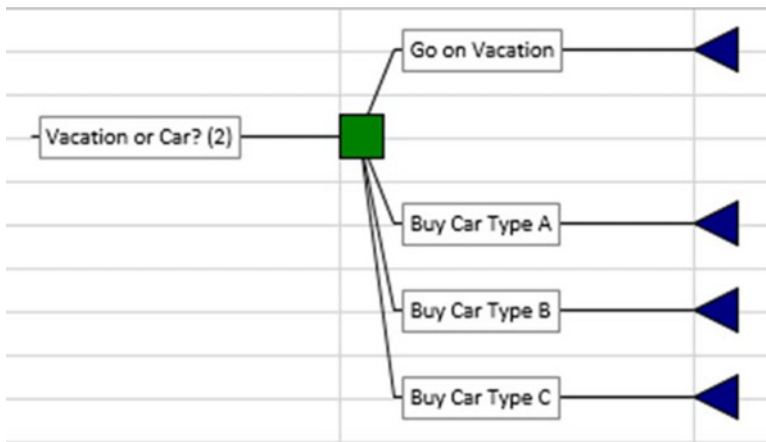 Go on Vacation
Vacation or Car? (2)
Buy Car Type A
Buy Car Type B
Buy Car Type C